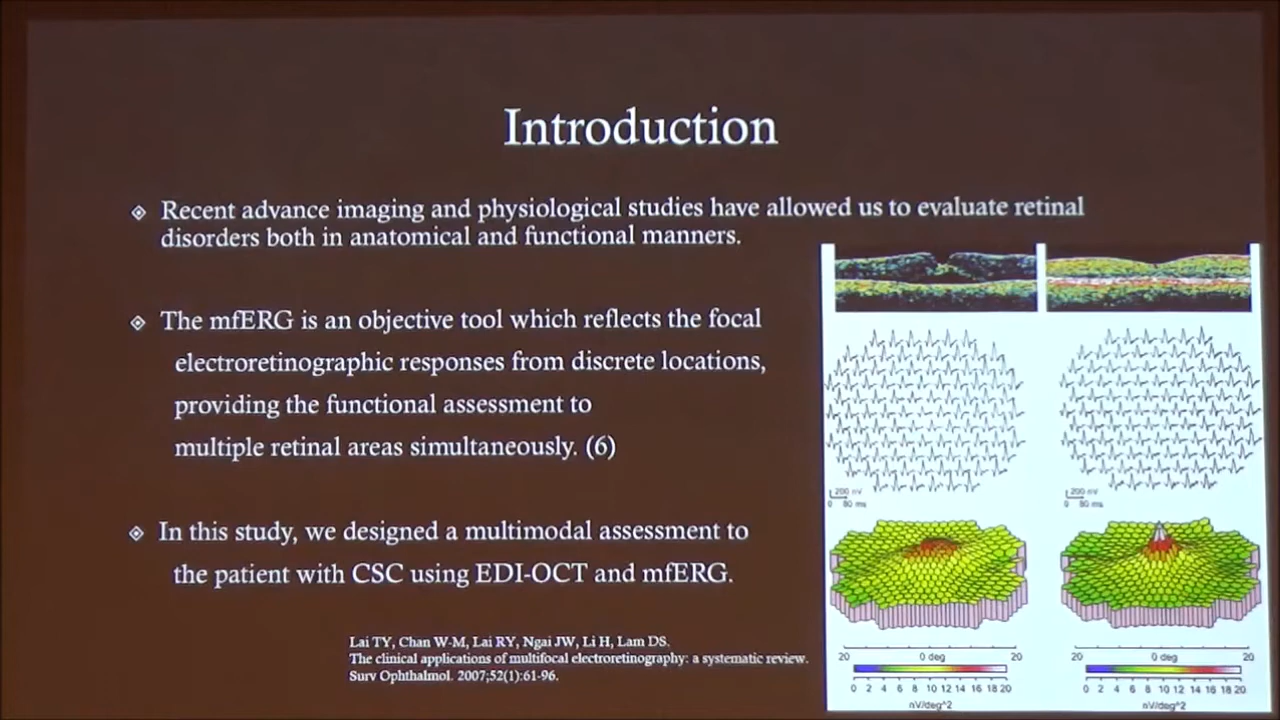 Introduction
Recent advance imaging and physiological studies have allowed us to evaluate retinal
disorders both in anatomical and functional manners.
The mfERG is an objective tool which reflects the focal
electroretinographic responses from discrete locations,
providing the functional assessment to
multiple retinal areas simultaneously. (6)
In this study, we designed a multimodal assessment to
the patient with CSC using EDI-OCT and mfERG.
Lai TY, Chan W-M, Lai RY, Ngai JW, Li H, Lam DS.
The clinical applications of multifocal electroretinography: a systematic review.
Surv Ophthalmol. 2007;52(1):61-96.
200 nV
0 80 ms
200 nV
0 80 ms
20 0 deg 20
0 2 4 6 8 10 12 14 16 18 20
nV/deg^2
20 0 deg 20
0 2 4 6 8 10 12 14 16 18 20
nV/deg^2